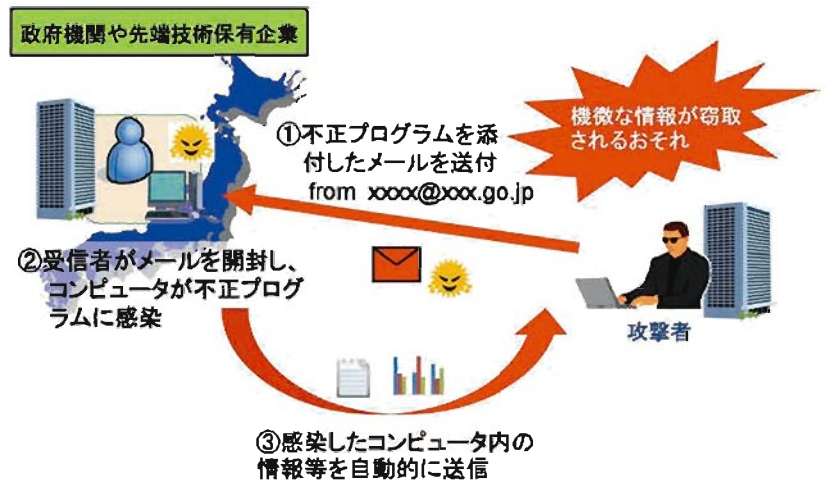 政府機関や先端技術保有企業
①不正プログラムを添
付したメールを送付
from xxxx@xxx.go.jp
機微な情報が窃取
されるおそれ
②受信者がメールを開封し、
コンピュータが不正プログ
ラムに感染
攻撃者
③感染したコンピュータ内の
情報等を自動的に送信